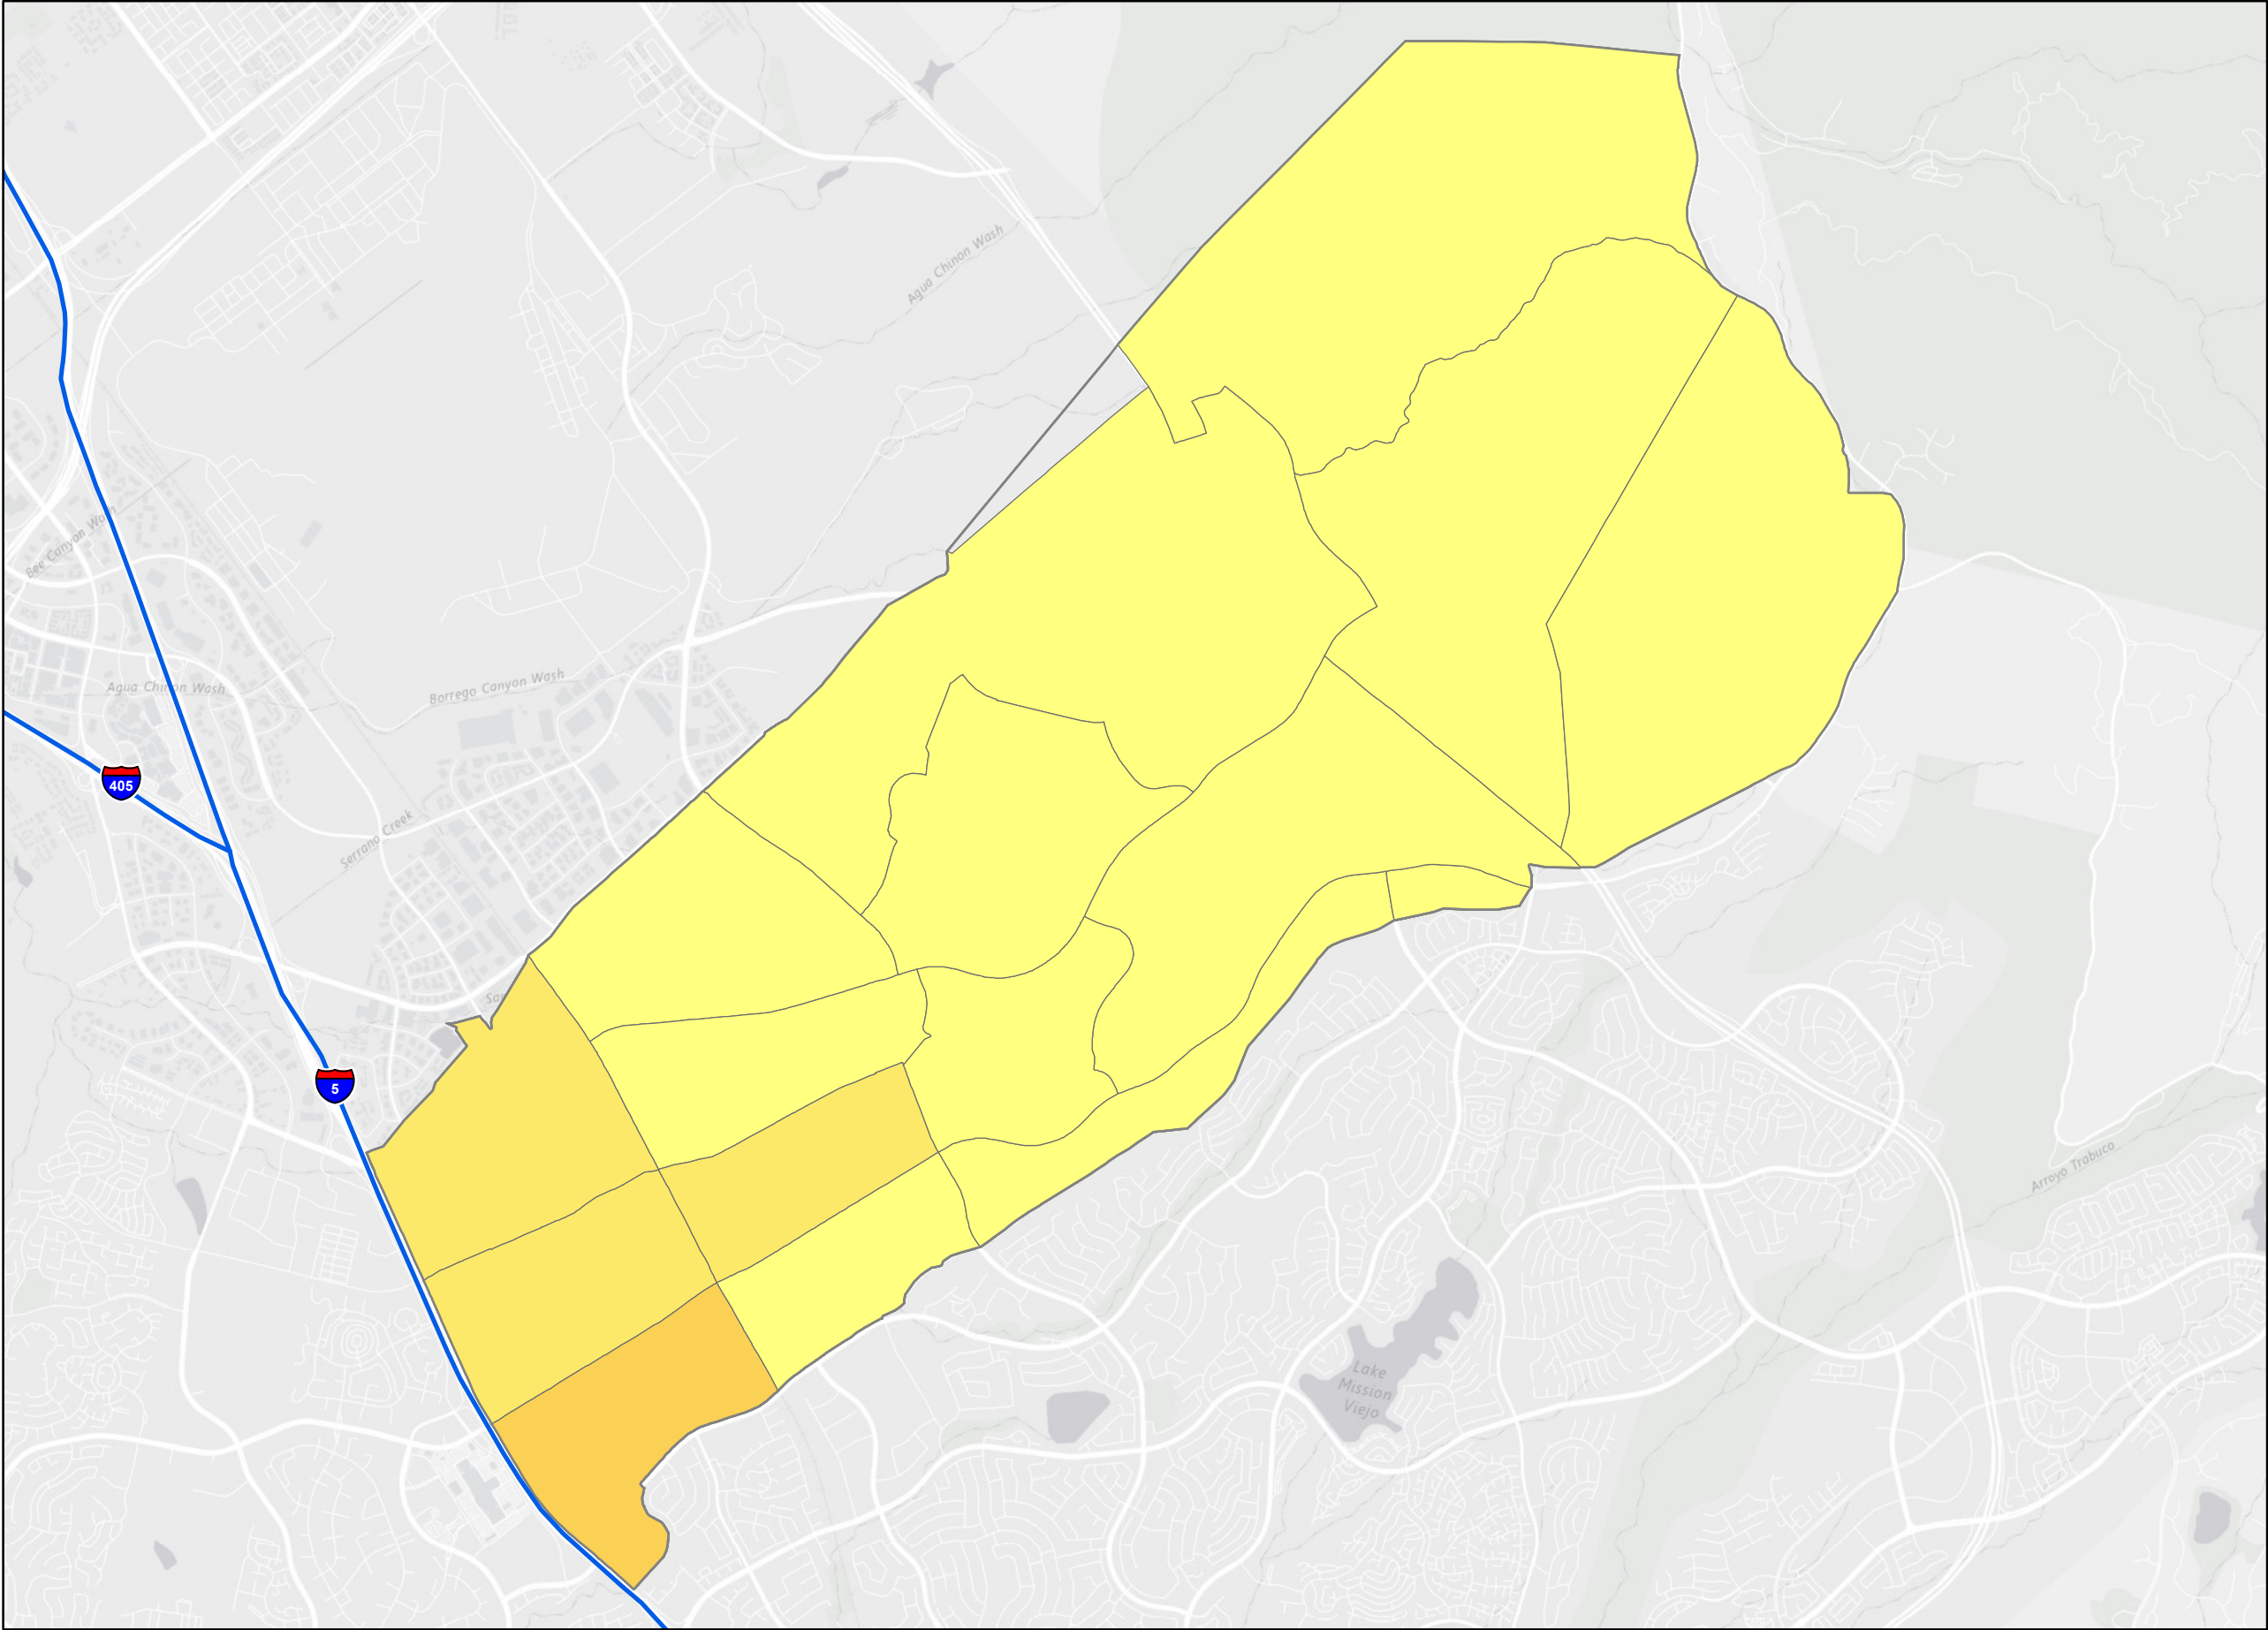 Agua Chinon Wash
Bee Canyon Wash
Agua Chinon Wash
Borrego Canyon Wash
405
Serrano Creek
5
Arroyo Trabuco
Lake
Mission
Viejo